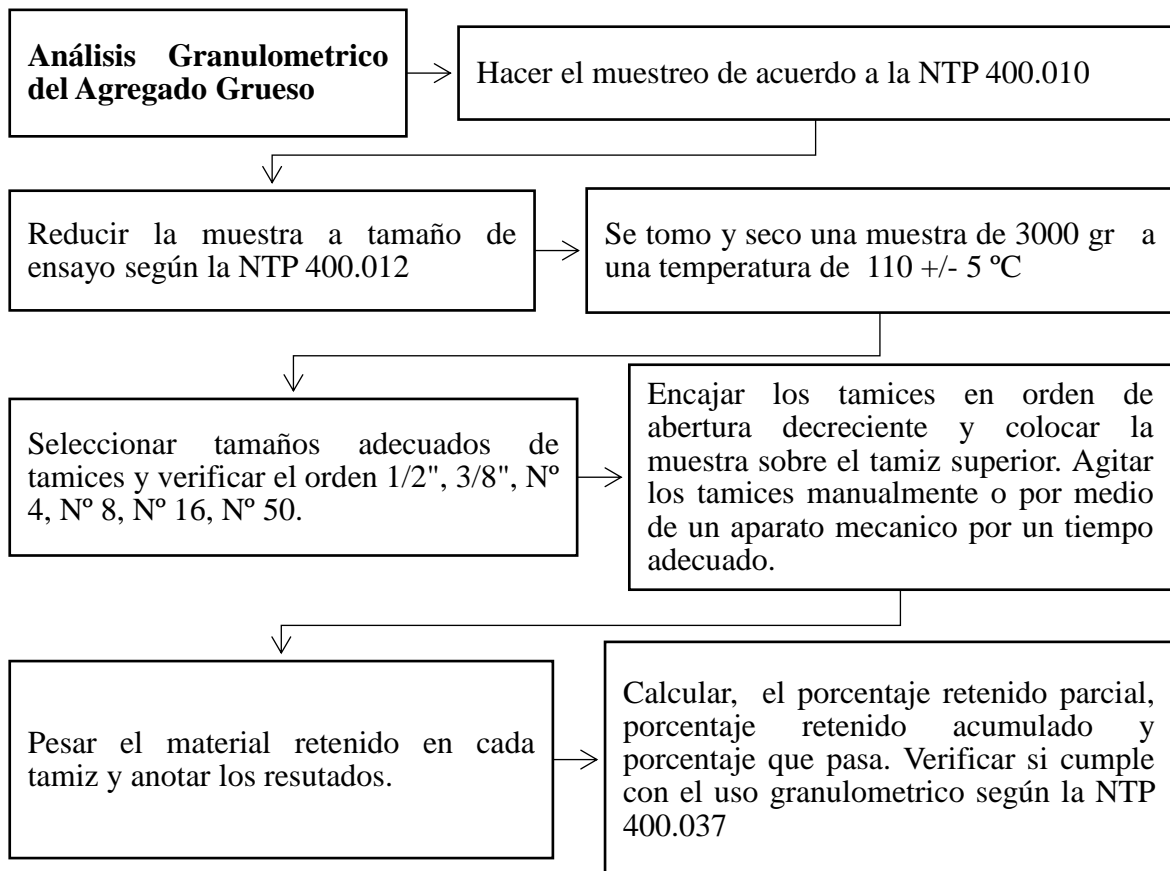 Análisis Granulometrico
del Agregado Grueso
Hacer el muestreo de acuerdo a la NTP 400.010
Reducir la muestra a tamaño de
ensayo según la NTP 400.012
Se tomo y seco una muestra de 3000 gr a
una temperatura de 110 +/- 5 ºC
Seleccionar tamaños adecuados de
tamices y verificar el orden 1/2", 3/8", Nº
4, Nº 8, Nº 16, Nº 50.
Encajar los tamices en orden de
abertura decreciente y colocar la
muestra sobre el tamiz superior. Agitar
los tamices manualmente o por medio
de un aparato mecanico por un tiempo
adecuado.
Pesar el material retenido en cada
tamiz y anotar los resutados.
Calcular, el porcentaje retenido parcial,
porcentaje retenido acumulado y
porcentaje que pasa. Verificar si cumple
con el uso granulometrico según la NTP
400.037